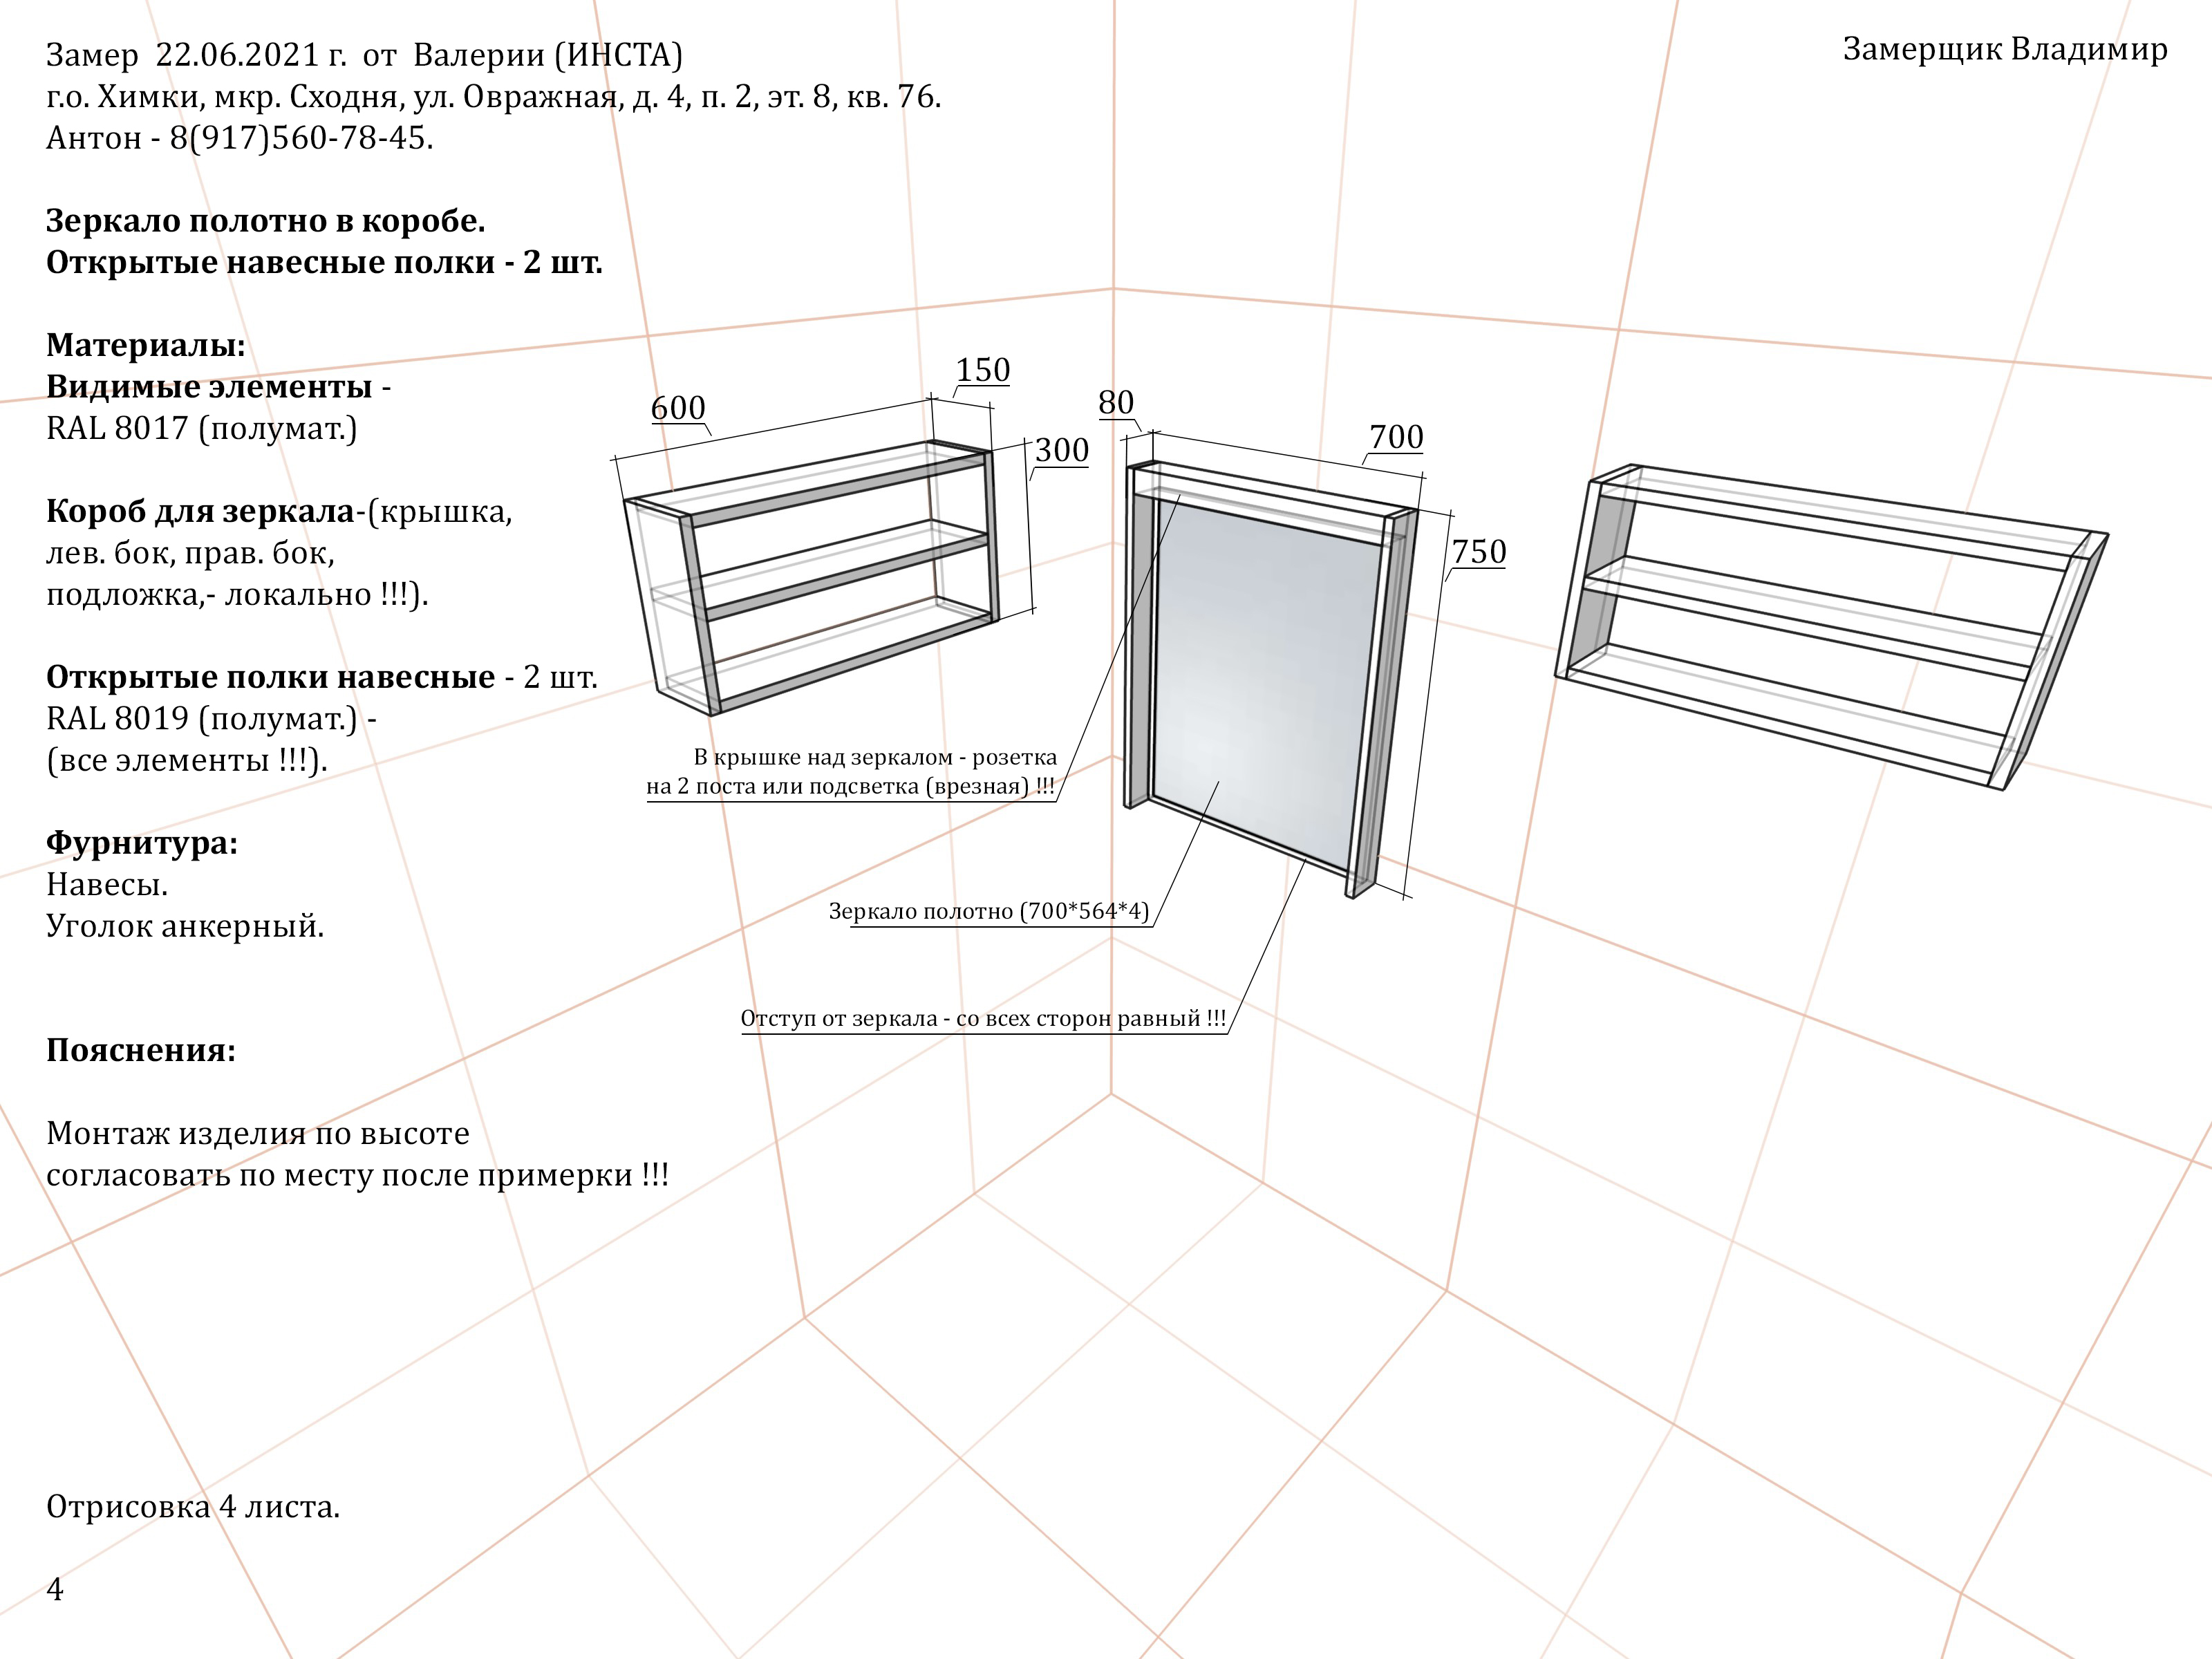 Замер 22.06.2021 г. от Валерии (ИНСТА)
г.о. Химки, мкр. Сходня, ул. Овражная, д. 4, п. 2, эт. 8, кв. 76.
Антон - 8(917)560-78-45.
Замерщик Владимир
Зеркало полотно в коробе.
Открытые навесные полки - 2 шт.
Материалы:
Видимые элементы -
RAL 8017 (полумат.)
Короб для зеркала-(крышка,
лев. бок, прав. бок,
подложка,- локально !!!).
Открытые полки навесные - 2 шт.
RAL 8019 (полумат.) -
(все элементы !!!).
Фурнитура:
Навесы.
Уголок анкерный.
Пояснения:
Монтаж изделия по высоте
согласовать по месту после примерки !!!
Отрисовка 4 листа.
4
600
150
300
80
700
750
В крышке над зеркалом - розетка
на 2 поста или подсветка (врезная) !!!
Зеркало полотно (700*564*4)
Отступ от зеркала - со всех сторон равный !!!